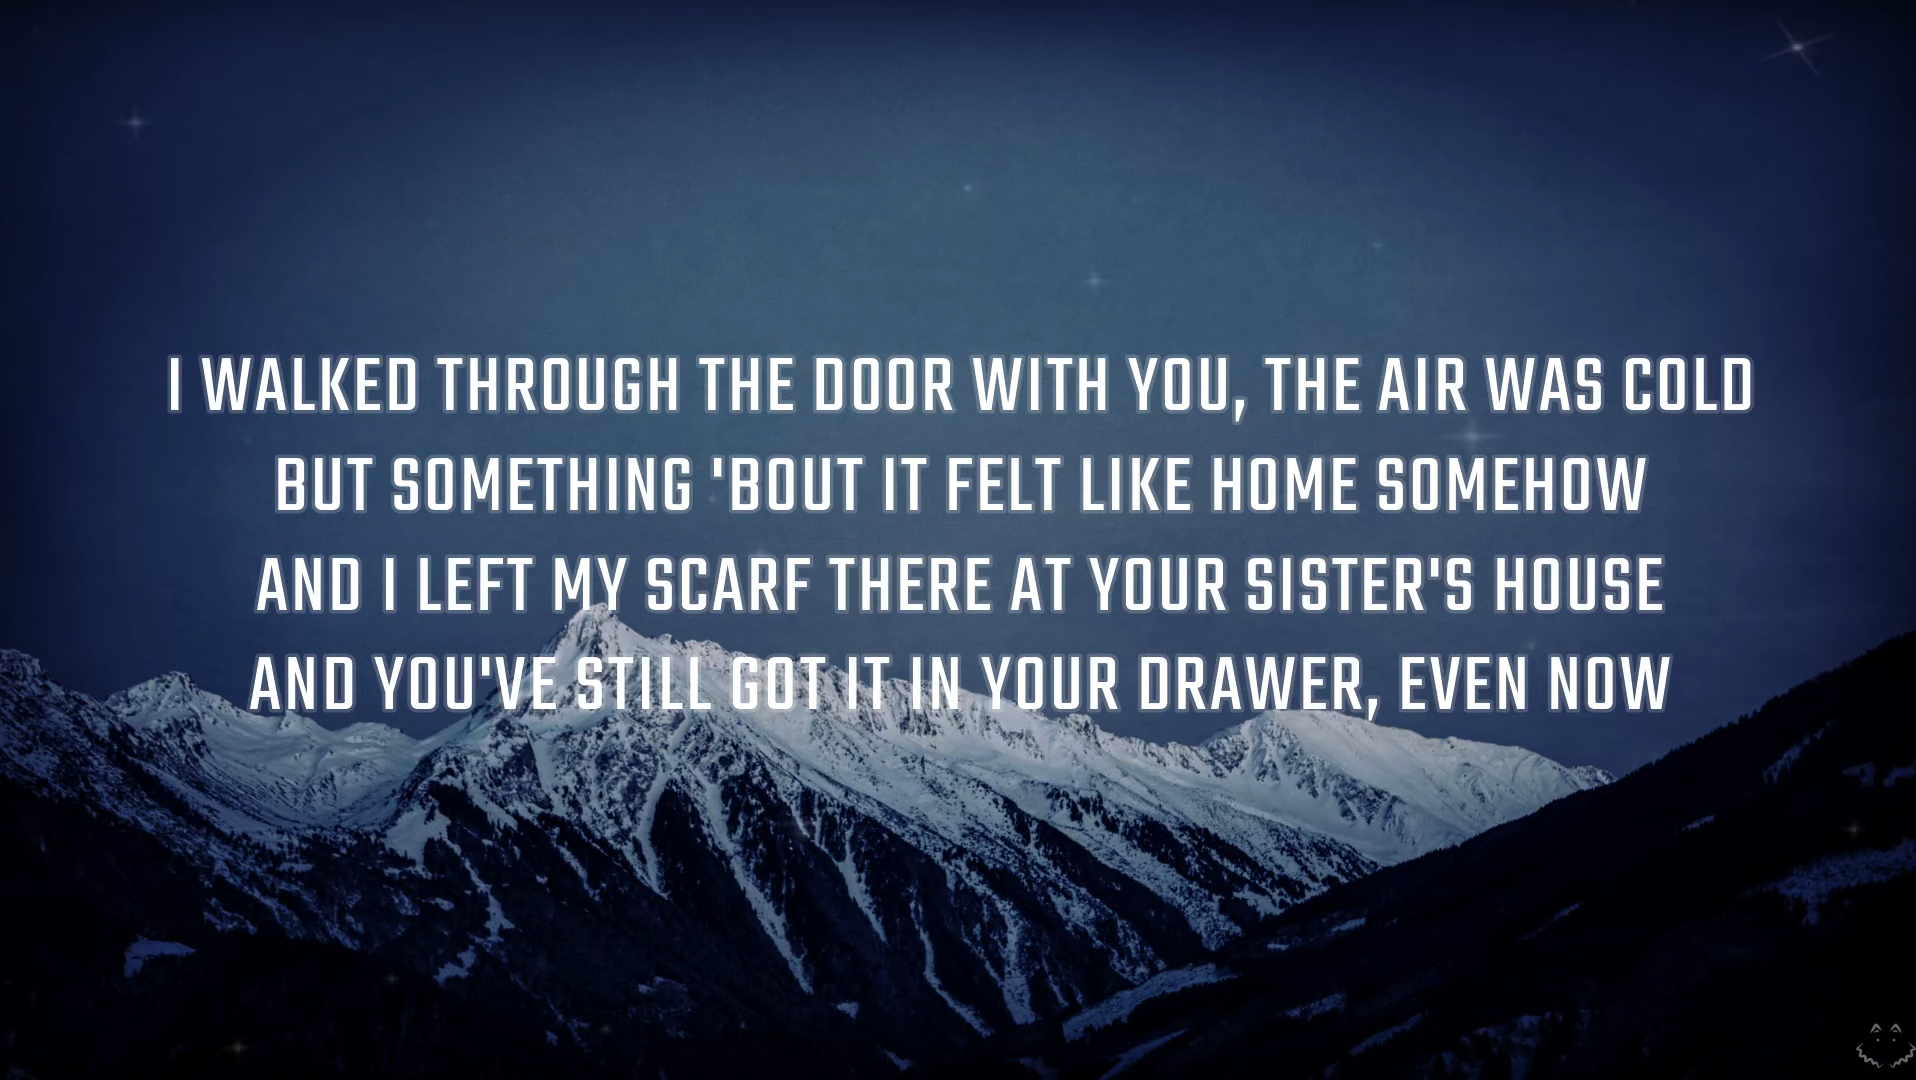 I WALKED THROUGH THE DOOR WITH YOU, THE AIR WAS COLD
BUT SOMETHING 'BOUT IT FELT LIKE HOME SOMEHOW
AND I LEFT MY SCARF THERE AT YOUR SISTER'S HOUSE
AND YOU'VE STILL GOT IT IN YOUR DRAWER, EVEN NOW